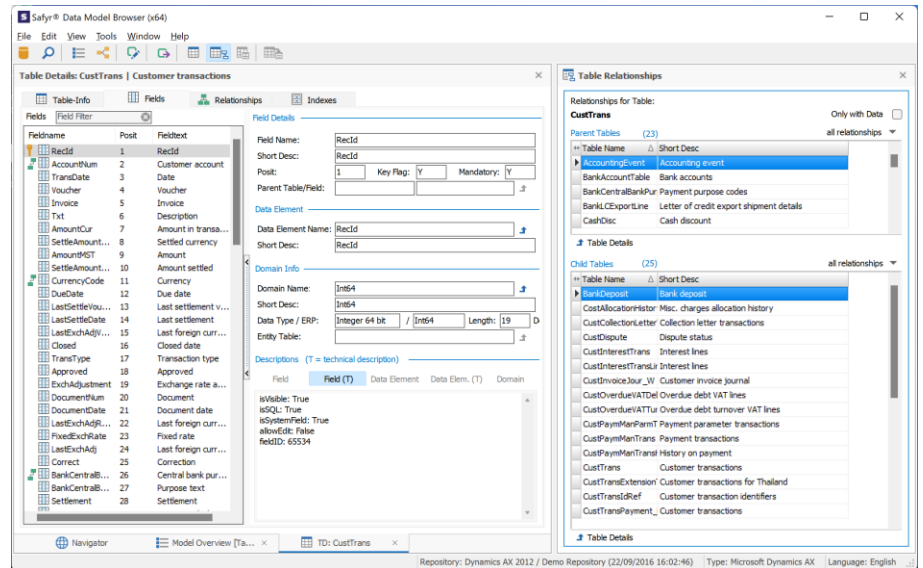 Safyr® Data Model Browser (x64)
File Edit View Tools Window Help
Table Details: CustTrans | Customer transactions
Table-Info Fields Relationships Indexes
Fields Field Filter
Fieldname Posit Fieldtext
RecId 1 RecId
AccountNum 2 Customer account
TransDate 3 Date
Voucher 4 Voucher
Invoice 5 Invoice
Txt 6 Description
AmountCur 7 Amount in transa...
SettleAmount... 8 Settled currency
AmountMST 9 Amount
SettleAmount... 10 Amount settled
CurrencyCode 11 Currency
DueDate 12 Due date
LastSettleVou... 13 Last settlement v...
LastSettleDate 14 Last settlement
LastExchAdjV... 15 Last foreign curr...
Closed 16 Closed date
TransType 17 Transaction type
Approved 18 Approved
ExchAdjustment 19 Exchange rate a...
DocumentNum 20 Document
DocumentDate 21 Document date
LastExchAdjR... 22 Last foreign curr...
FixedExchRate 23 Fixed rate
LastExchAdj 24 Last foreign curr...
Correct 25 Correction
BankCentralB... 26 Central bank pur...
BankCentralB... 27 Purpose text
Settlement 28 Settlement
Field Details
Field Name: RecId
Short Desc: RecId
Posit: 1 Key Flag: Y Mandatory: Y
Parent Table/Field:
Data Element
Data Element Name: RecId
Short Desc: RecId
Domain Info
Domain Name: Int64
Short Desc: Int64
Data Type / ERP: Integer 64 bit / Int64 Length: 19 D
Entity Table:
Descriptions (T = technical description)
Field Field (T) Data Element Data Elem. (T) Domain
isVisible: True
isSQL: True
isSystemField: True
allowEdit: False
fieldID: 65534
Navigator Model Overview [Ta... TD: CustTrans
Table Relationships
Relationships for Table:
CustTrans Only with Data
Parent Tables (23) all relationships
Table Name Short Desc
AccountingEvent Accounting event
BankAccountTable Bank accounts
BankCentralBankPur Payment purpose codes
BankLCExportLine Letter of credit export shipment details
CashDisc Cash discount
Table Details
Child Tables (25) all relationships
Table Name Short Desc
BankDeposit Bank deposit
CostAllocationHistor Misc. charges allocation history
CustCollectionLetter Collection letter transactions
CustDispute Dispute status
CustInterestTrans Interest lines
CustInterestTransLi Interest lines
CustInvoiceJour_W Customer invoice journal
CustOverdueVATDel Overdue debt VAT lines
CustOverdueVATTur Overdue debt turnover VAT lines
CustPaymManParmT Payment parameter transactions
CustPaymManTrans Payment transactions
CustPaymManTransH History on payment
CustTrans Customer transactions
CustTransExtension Customer transactions for Thailand
CustTransIdRef Customer transaction identifiers
CustTransPayment_ Customer transactions
Table Details
Repository: Dynamics AX 2012 / Demo Repository (22/09/2016 16:02:46) Type: Microsoft Dynamics AX Language: English